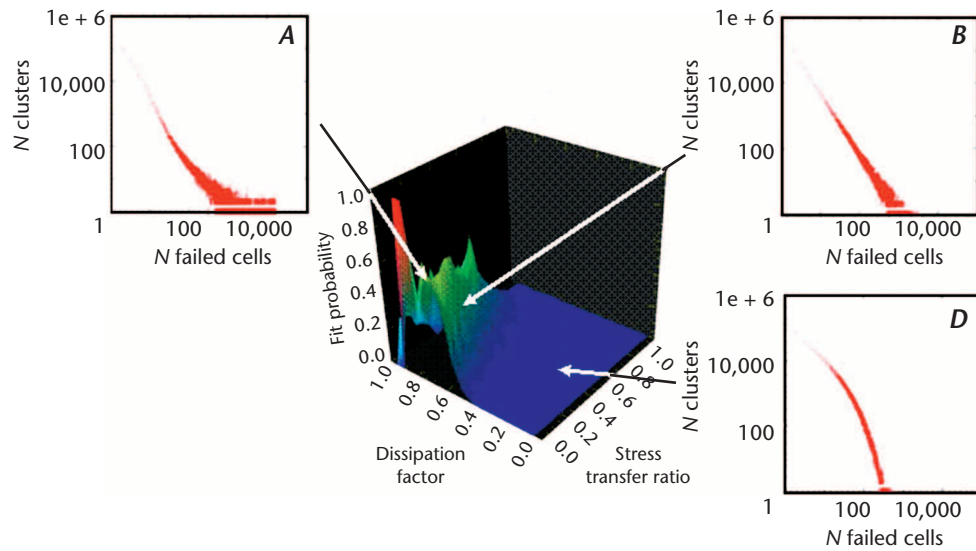 A
1e + 6
10,000
100
1
N clusters
100
10,000
N failed cells
B
1e + 6
10,000
100
1
N clusters
100
10,000
N failed cells
1.0
0.8
0.6
0.4
0.2
0.0
Fit probability
1.0
0.8
0.6
0.4
0.2
0.0
Dissipation
factor
0.0
0.2
0.4
0.6
0.8
1.0
Stress
transfer ratio
D
1e + 6
10,000
100
1
N clusters
100
10,000
N failed cells